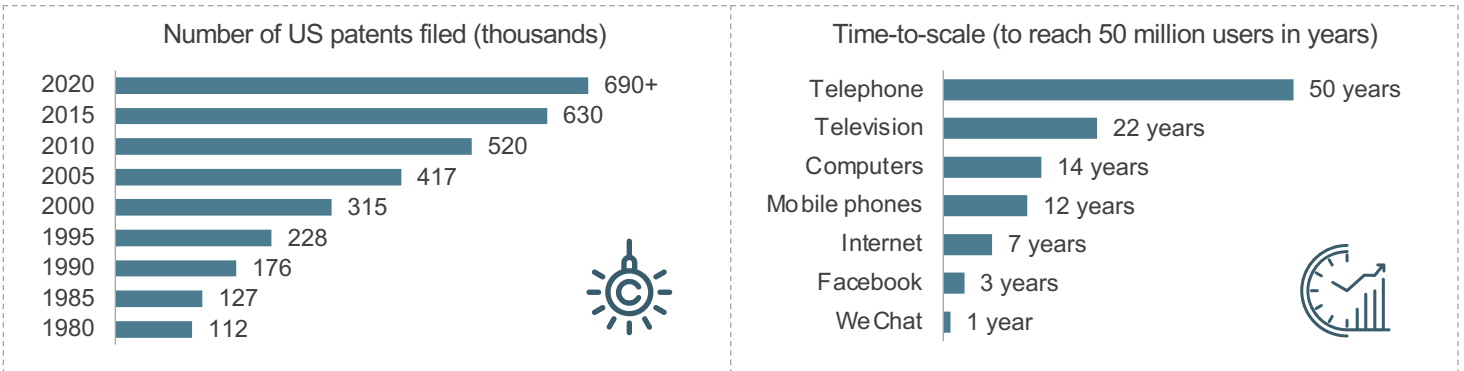 Number of US patents filed (thousands)
2020 690+
2015 630
2010 520
2005 417
2000 315
1995 228
1990 176
1985 127
1980 112
C
Time-to-scale (to reach 50 million users in years)
Telephone 50 years
Television 22 years
Computers 14 years
Mobile phones 12 years
Internet 7 years
Facebook 3 years
WeChat 1 year